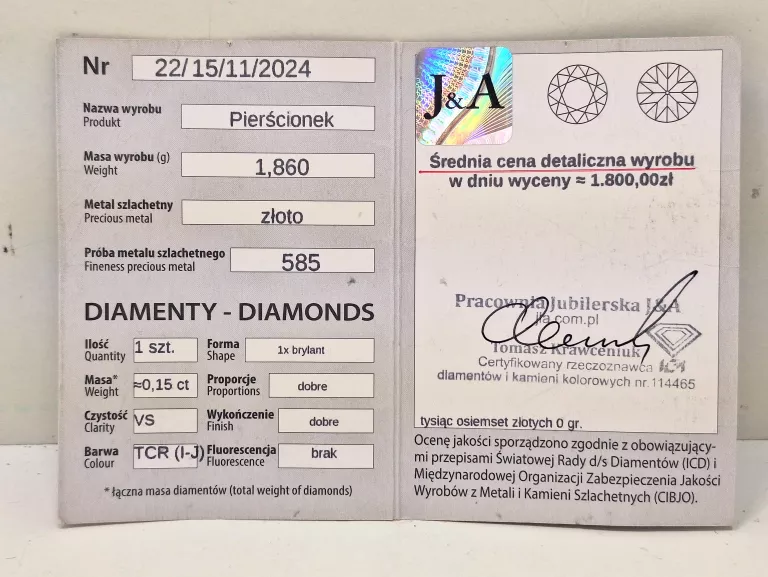 Nr 22/15/11/2024
Nazwa wyrobu
Produkt
Pierścionek
Masa wyrobu (g)
Weight
1,860
Metal szlachetny
Precious metal
złoto
Próba metalu szlachetnego
Fineness precious metal
585
DIAMENTY - DIAMONDS
Ilość
Quantity
1 szt.
Forma
Shape
1x brylant
Masa*
Weight
≈0,15 ct
Proporcje
Proportions
dobre
Czystość
Clarity
VS
Wykończenie
Finish
dobre
Barwa
Colour
TCR (I-J)
Fluorescencja
Fluorescence
brak
* łączna masa diamentów (total weight of diamonds)
J&A
Średnia cena detaliczna wyrobu
w dniu wyceny ≈ 1.800,00zł
Pracownia Jubilerska J&A
jta.com.pl
Tomasz Krawceniuk
Certyfikowany rzeczoznawca
diamentów i kamieni kolorowych nr. 114465
tysiąc osiemset złotych 0 gr.
Ocenę jakości sporządzono zgodnie z obowiązujący-
mi przepisami Światowej Rady d/s Diamentów (ICD) i
Międzynarodowej Organizacji Zabezpieczenia Jakości
Wyrobów z Metali i Kamieni Szlachetnych (CIBJO).